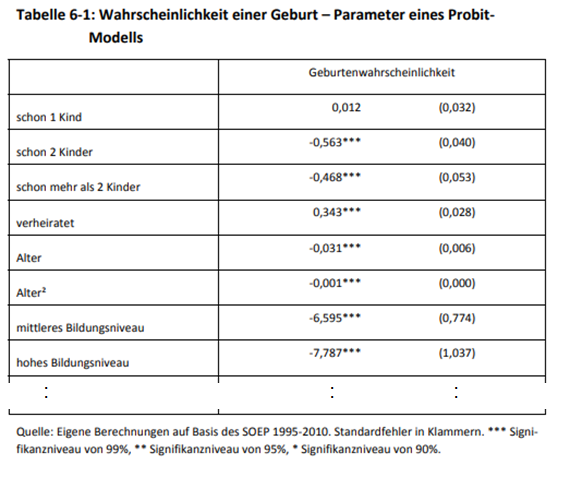 Tabelle 6-1: Wahrscheinlichkeit einer Geburt – Parameter eines Probit-
Modells
Geburtenwahrscheinlichkeit
schon 1 Kind 0,012 (0,032)
schon 2 Kinder -0,563*** (0,040)
schon mehr als 2 Kinder -0,468*** (0,053)
verheiratet 0,343*** (0,028)
Alter -0,031*** (0,006)
Alter² -0,001*** (0,000)
mittleres Bildungsniveau -6,595*** (0,774)
hohes Bildungsniveau -7,787*** (1,037)
: : :
Quelle: Eigene Berechnungen auf Basis des SOEP 1995-2010. Standardfehler in Klammern. *** Signi-
fikanzniveau von 99%, ** Signifikanzniveau von 95%, * Signifikanzniveau von 90%.